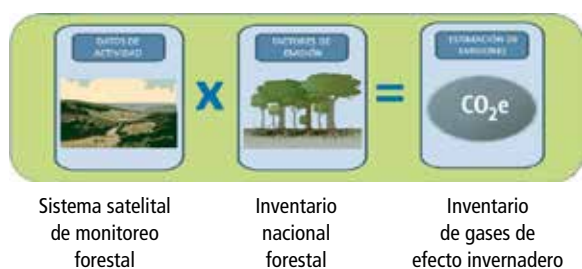 DATOS DE
ACTIVIDAD
X
FACTORES DE
EMISIÓN
=
ESTIMACIÓN DE
EMISIONES
CO2e
Sistema satelital
de monitoreo
forestal
Inventario
nacional
forestal
Inventario
de gases de
efecto invernadero